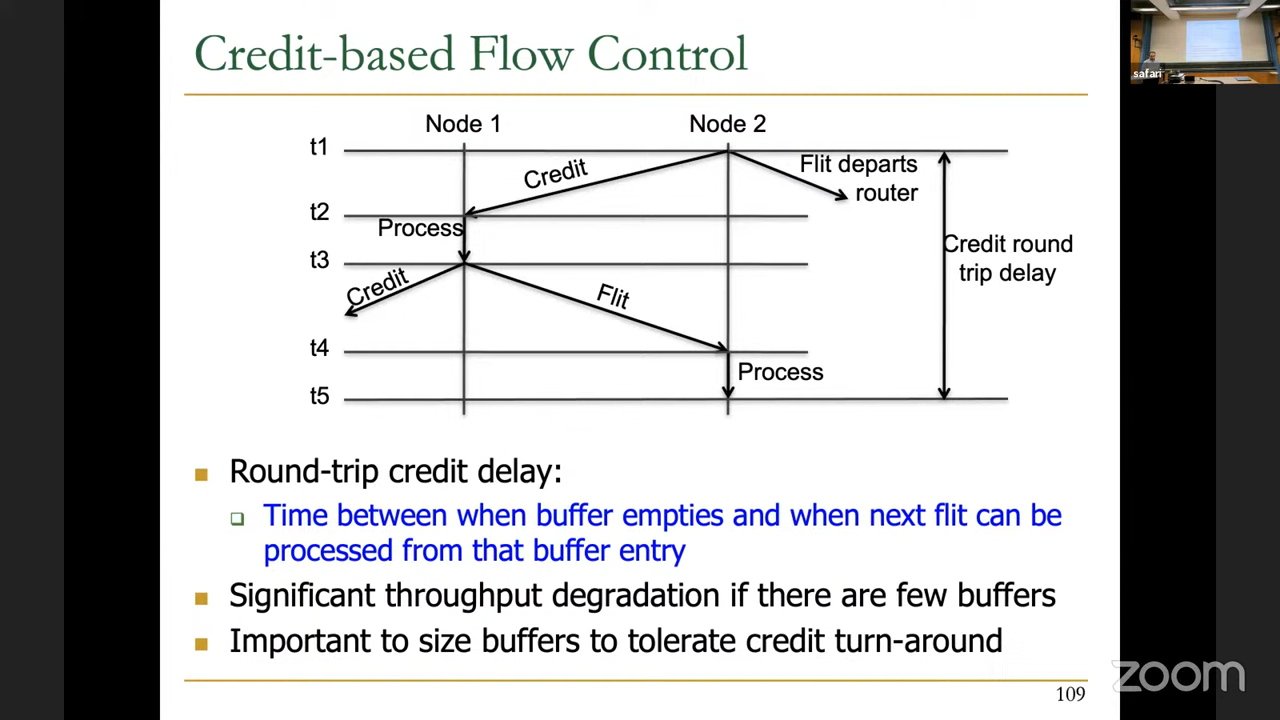 Credit-based Flow Control
safari
Node 1
Node 2
t1
Flit departs
router
Credit
t2
Process
Credit round
trip delay
t3
Credit
Flit
t4
Process
t5
Round-trip credit delay:
Time between when buffer empties and when next flit can be
processed from that buffer entry
Significant throughput degradation if there are few buffers
Important to size buffers to tolerate credit turn-around
109
zoom